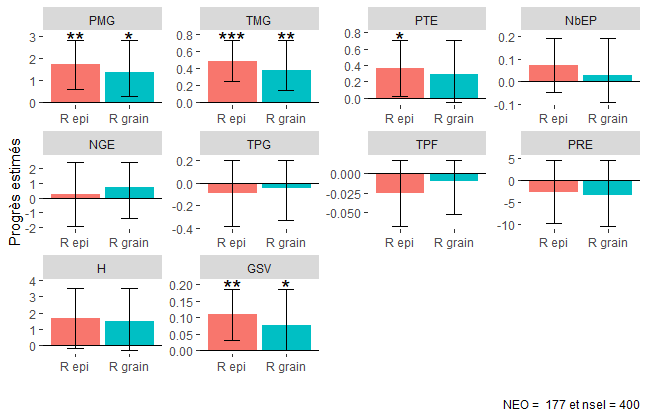 PMG TMG PTE NbEP
** * *** ** *
3 2 1 0
0.8 0.6 0.4 0.2 0.0
0.8 0.6 0.4 0.2 0.0
0.2 0.1 0.0 -0.1
R epi R grain R epi R grain R epi R grain R epi R grain
Progrès estimés
NGE TPG TPF PRE
2 1 0 -1 -2
0.2 0.0 -0.2 -0.4
0.000 -0.025 -0.050
5 0 -5 -10
R epi R grain R epi R grain R epi R grain R epi R grain
H GSV
** *
4 3 2 1 0
0.20 0.15 0.10 0.05 0.00
R epi R grain R epi R grain
NEO = 177 et nsel = 400